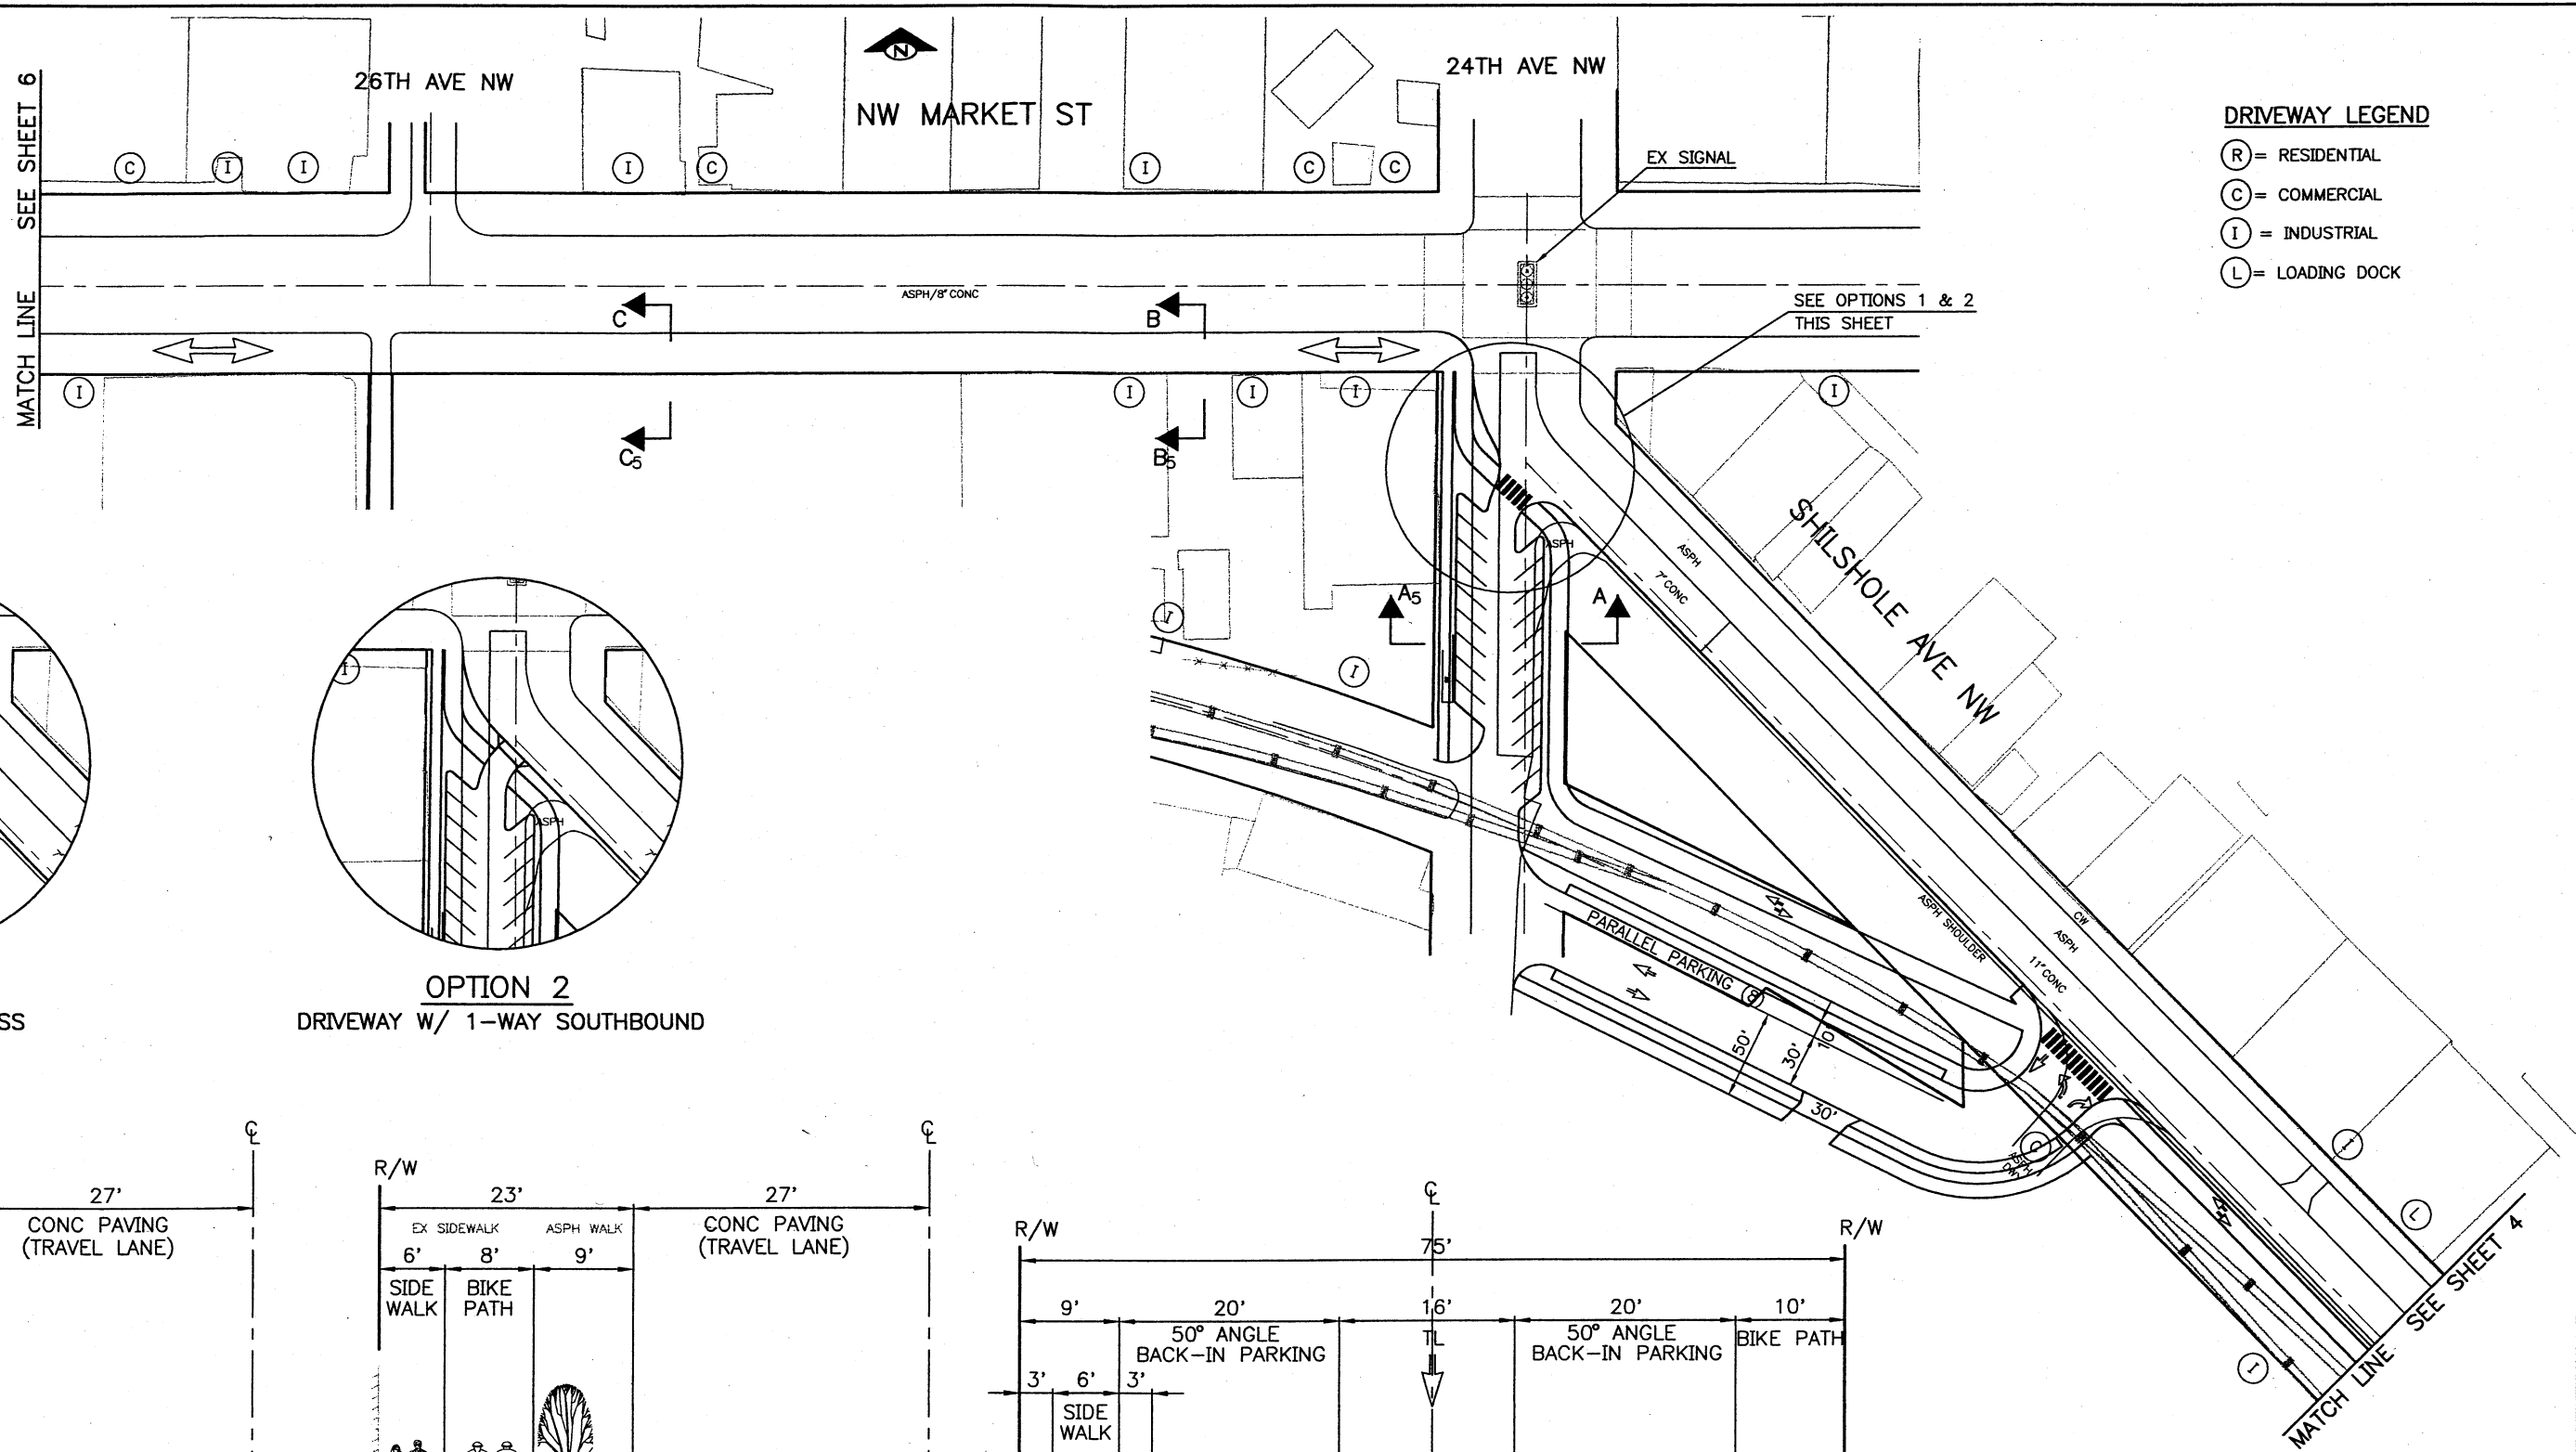 MATCH LINE SEE SHEET 6
26TH AVE NW
N
NW MARKET ST
24TH AVE NW
EX SIGNAL
DRIVEWAY LEGEND
R = RESIDENTIAL
C = COMMERCIAL
I = INDUSTRIAL
L = LOADING DOCK
C
I
I
I
C
I
C
C
ASPH/8" CONC
SEE OPTIONS 1 & 2
THIS SHEET
C
B
I
I
I
I
I
C5
B5
SHILSHOLE AVE NW
ASPH
ASPH
7" CONC
A5
A
I
I
I
ASPH
OPTION 2
DRIVEWAY W/ 1-WAY SOUTHBOUND
SS
PARALLEL PARKING 8
ASPH SHOULDER
11" CONC
ASPH
CW
50'
30'
10'
30'
C
ASPH
DWY
I
L
I
MATCH LINE SEE SHEET 4
℄
27'
CONC PAVING
(TRAVEL LANE)
R/W
℄
23'
27'
EX SIDEWALK
ASPH WALK
CONC PAVING
(TRAVEL LANE)
6'
8'
9'
SIDE
WALK
BIKE
PATH
R/W
℄
R/W
75'
9'
20'
16'
20'
10'
50° ANGLE
BACK-IN PARKING
TL
50° ANGLE
BACK-IN PARKING
BIKE PATH
3'
6'
3'
SIDE
WALK